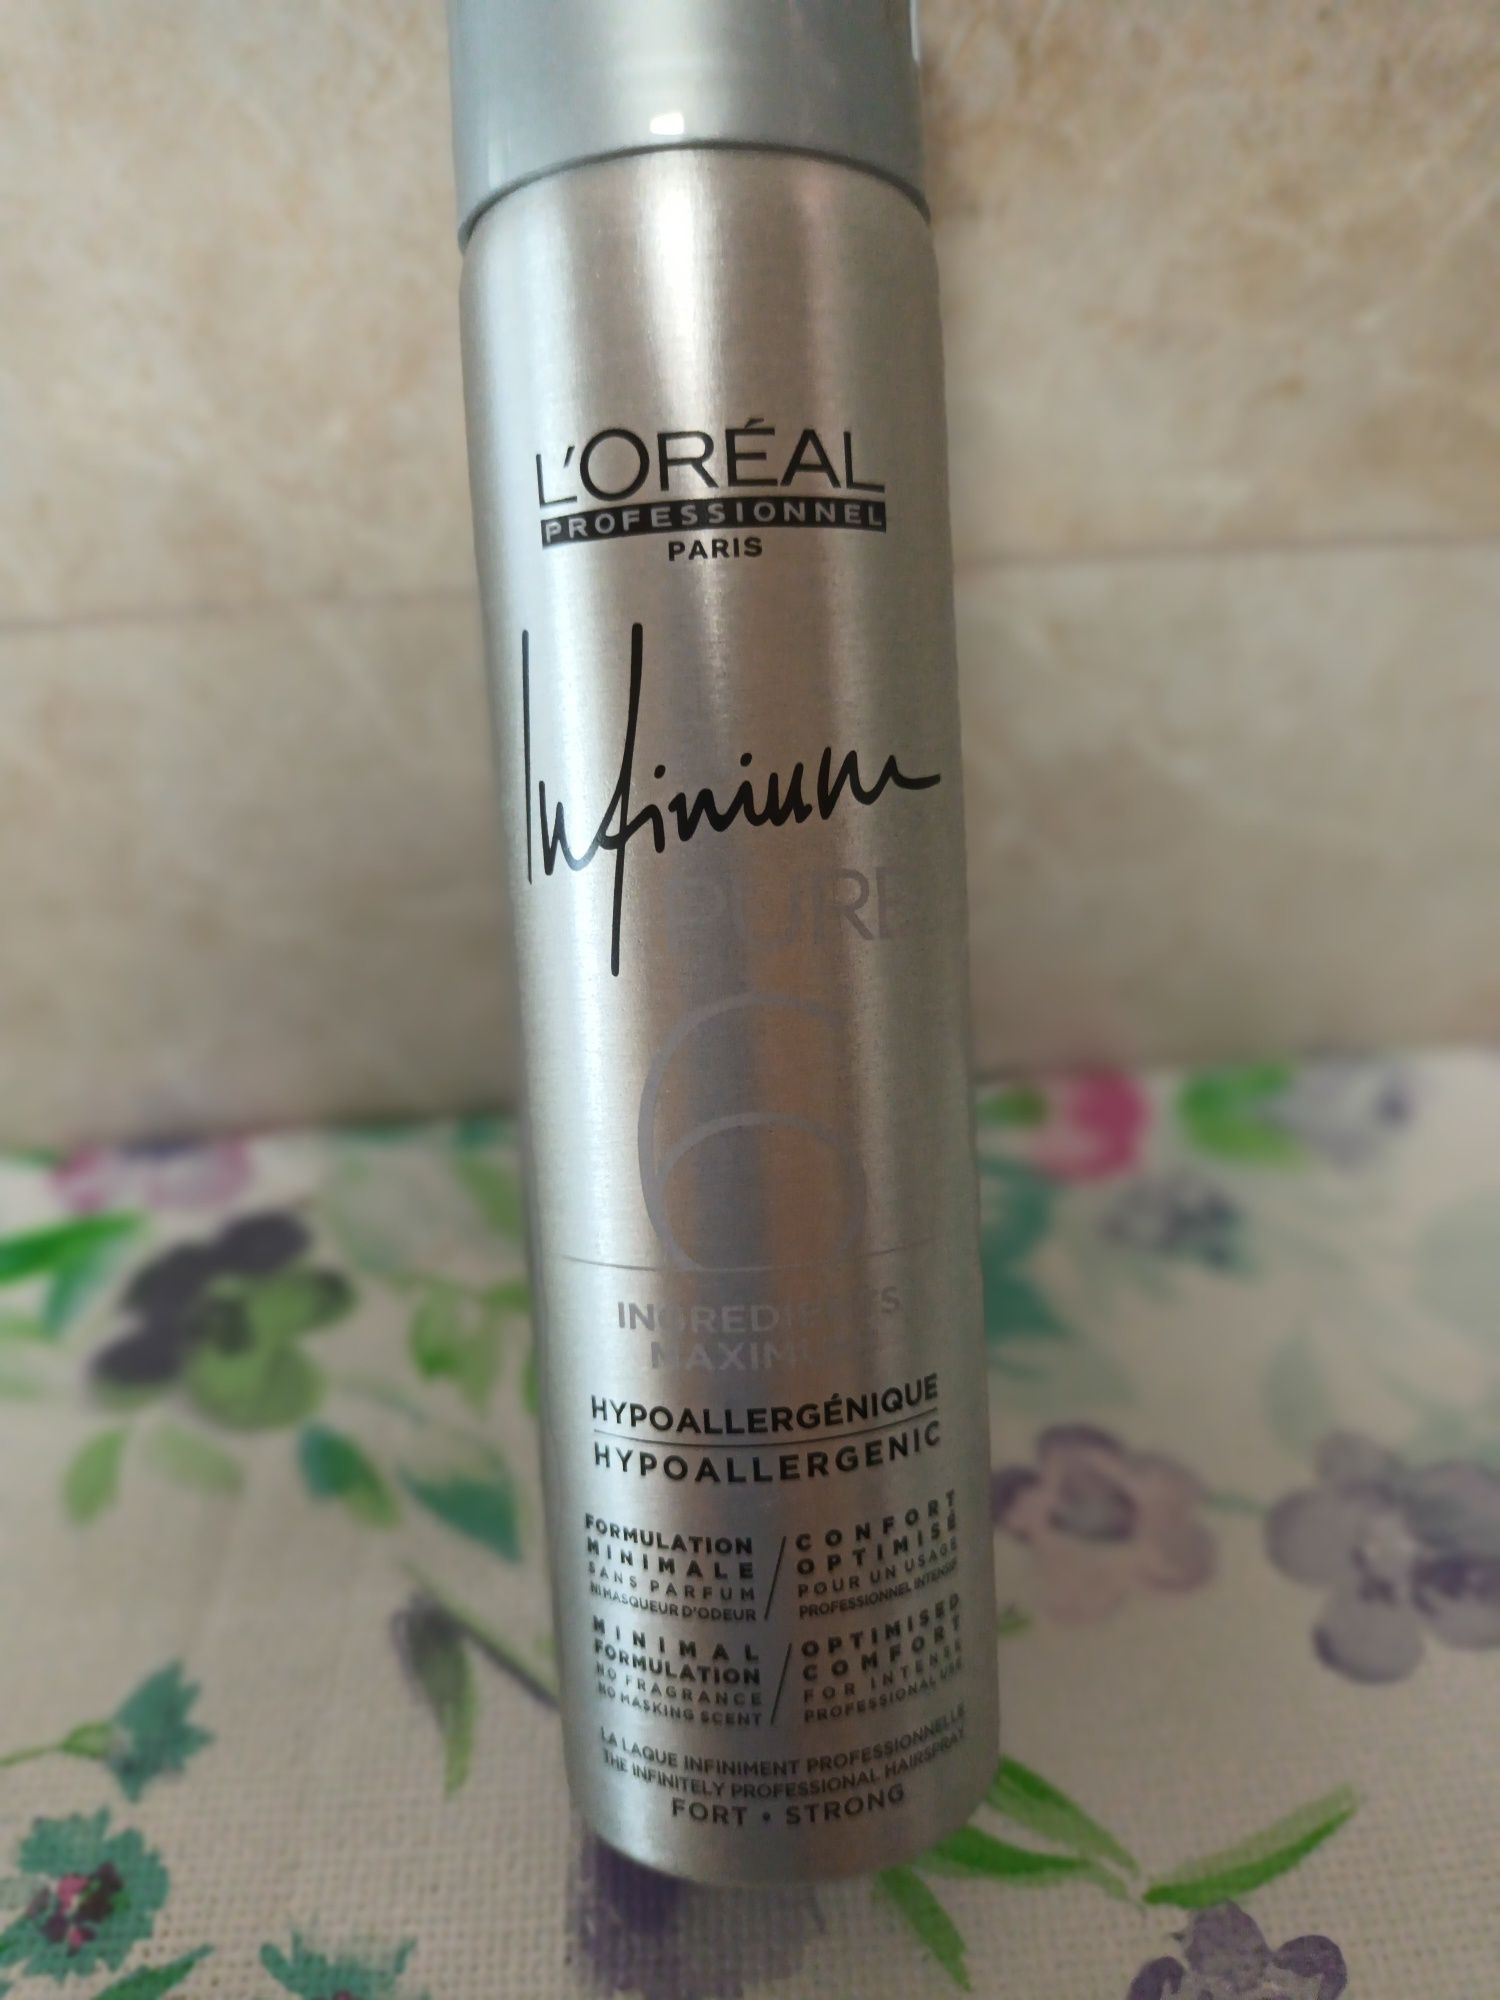 L'ORÉAL
PROFESSIONNEL
PARIS
Infinium
PURE
6
INGREDIENTS
MAXIMUM
HYPOALLERGÉNIQUE
HYPOALLERGENIC
FORMULATION
MINIMALE
SANS PARFUM
NI MASQUEUR D'ODEUR
CONFORT
OPTIMISÉ
POUR UN USAGE
PROFESSIONNEL INTENSIF
MINIMAL
FORMULATION
NO FRAGRANCE
NO MASKING SCENT
OPTIMISED
COMFORT
FOR INTENSE
PROFESSIONAL USE
LA LAQUE INFINIMENT PROFESSIONNELLE
THE INFINITELY PROFESSIONAL HAIRSPRAY
FORT • STRONG